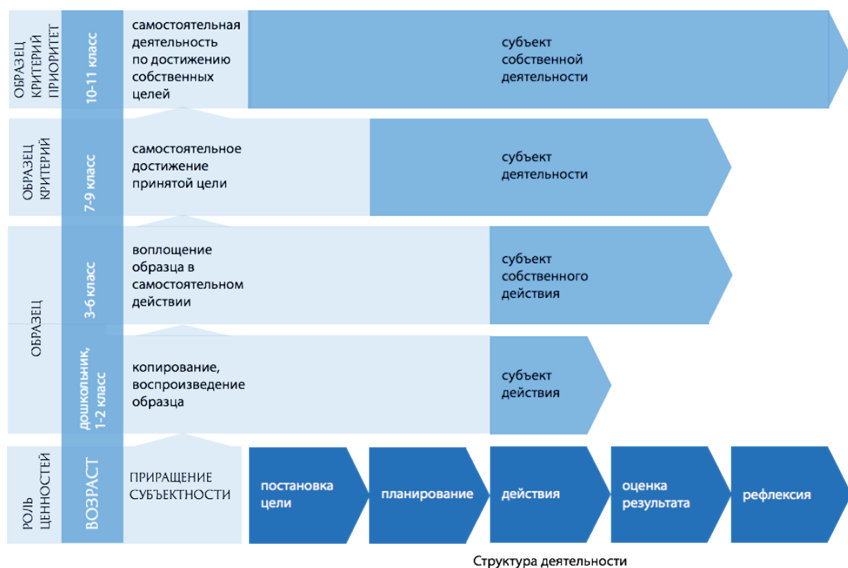 ОБРАЗЕЦ
КРИТЕРИЙ
ПРИОРИТЕТ
10-11 класс
самостоятельная
деятельность
по достижению
собственных
целей
субъект
собственной
деятельности
ОБРАЗЕЦ
КРИТЕРИЙ
7-9 класс
самостоятельное
достижение
принятой цели
субъект
деятельности
ОБРАЗЕЦ
3-6 класс
воплощение
образца в
самостоятельном
действии
субъект
собственного
действия
дошкольник,
1-2 класс
копирование,
воспроизведение
образца
субъект
действия
РОЛЬ
ЦЕННОСТЕЙ
ВОЗРАСТ
ПРИРАЩЕНИЕ
СУБЪЕКТНОСТИ
постановка
цели
планирование
действия
оценка
результата
рефлексия
Структура деятельности